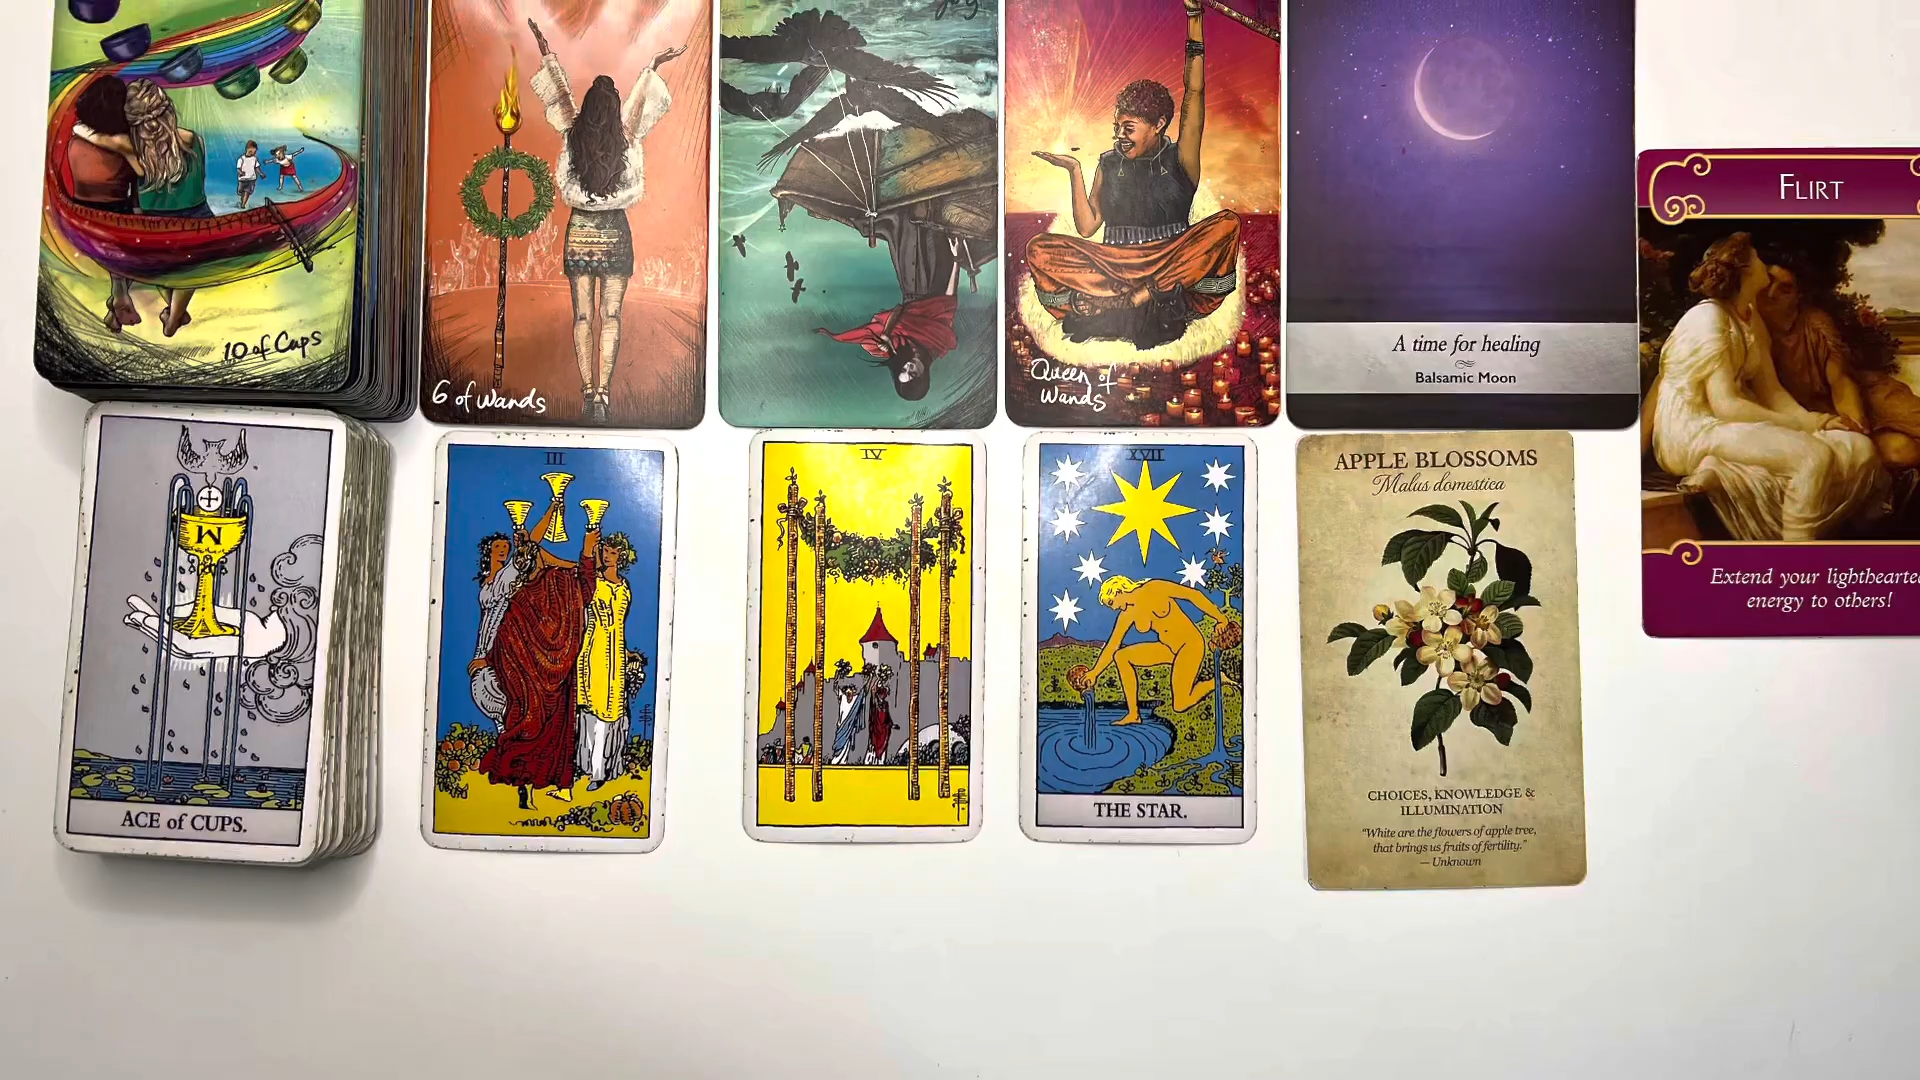 10 of Cups
6 of Wands
Queen of
Wands
A time for healing
Balsamic Moon
FLIRT
Extend your lighthearted
energy to others!
M
ACE of CUPS.
III
IV
XVII
THE STAR.
APPLE BLOSSOMS
Malus domestica
CHOICES, KNOWLEDGE &
ILLUMINATION
"White are the flowers of apple tree,
that brings us fruits of fertility."
— Unknown